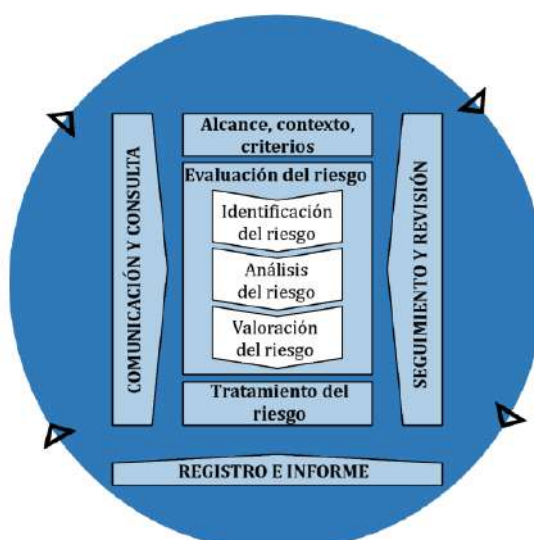 Alcance, contexto,
criterios
Evaluación del riesgo
Identificación
del riesgo
Análisis
del riesgo
Valoración
del riesgo
Tratamiento del
riesgo
COMUNICACIÓN Y CONSULTA
SEGUIMIENTO Y REVISIÓN
REGISTRO E INFORME